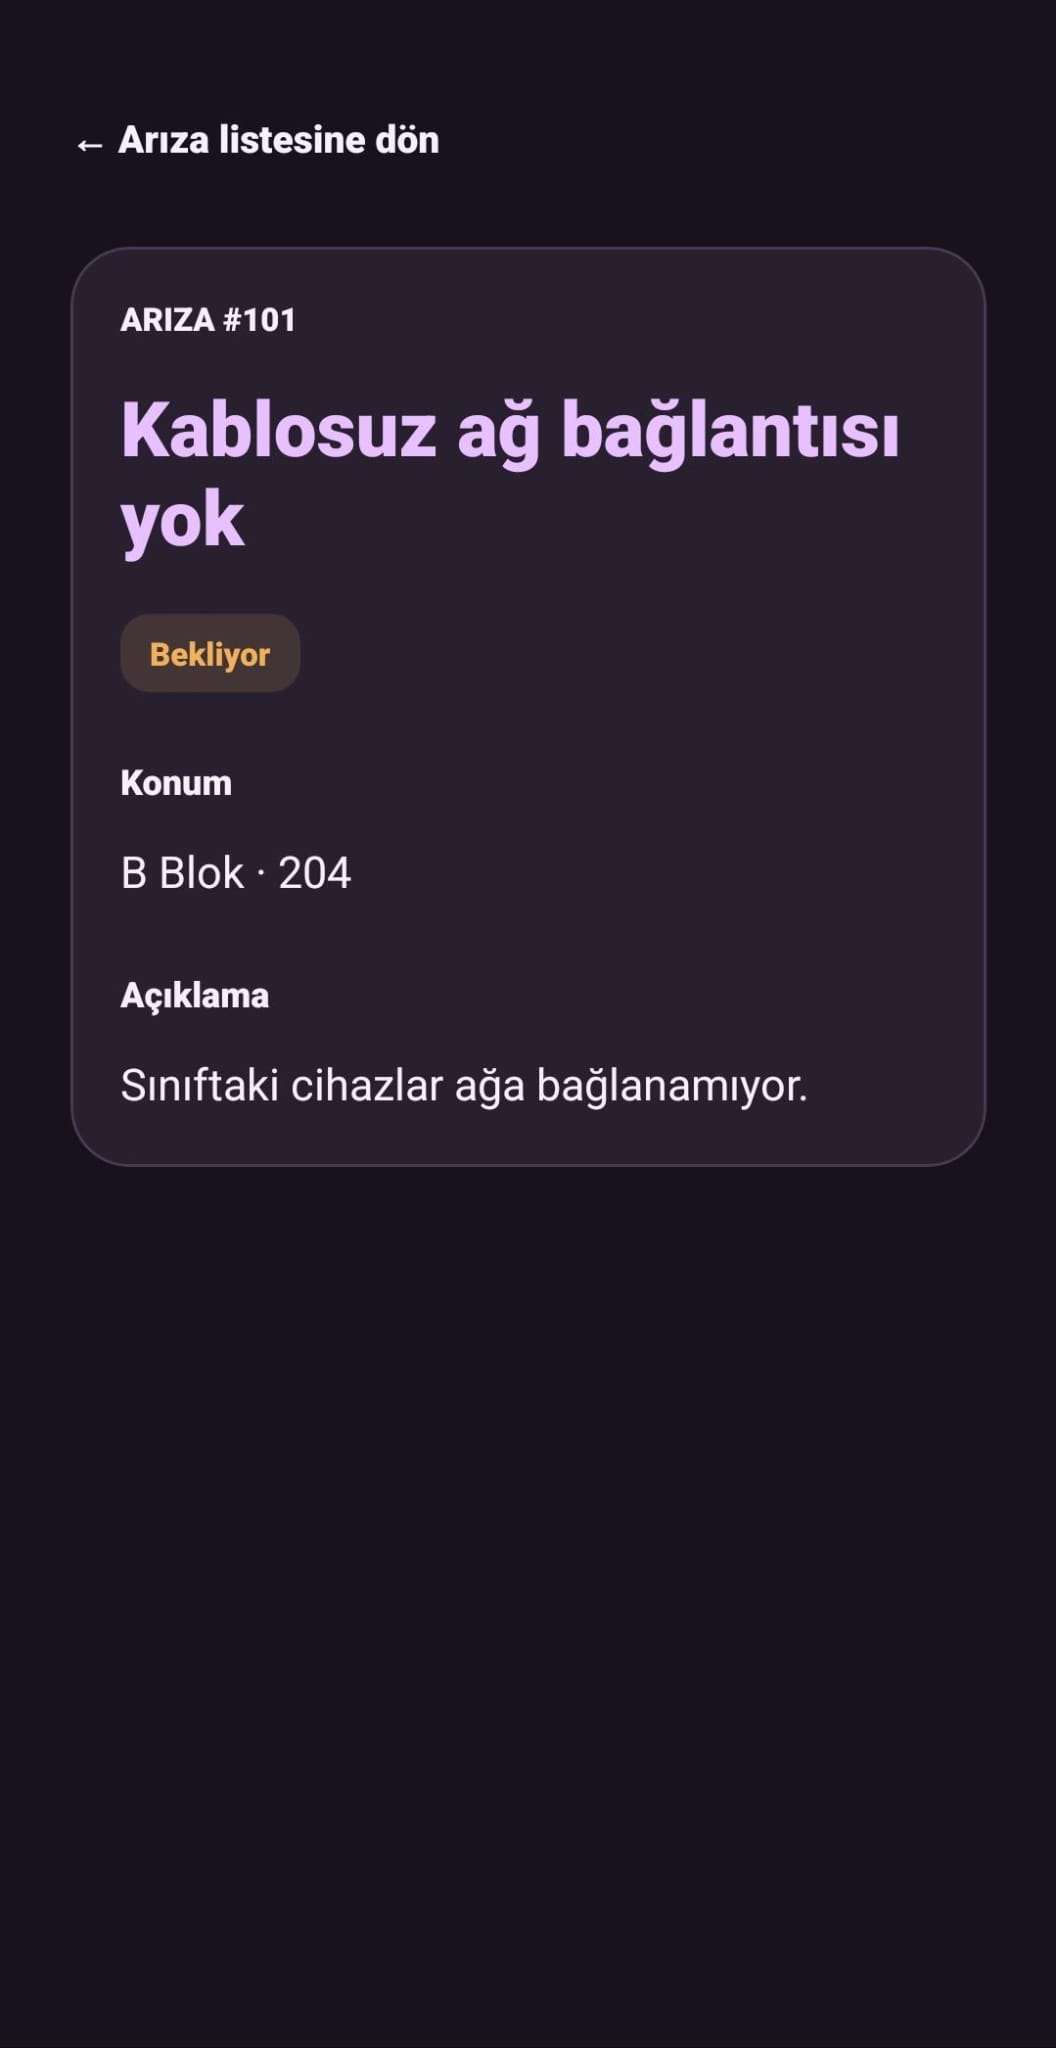 ← Arıza listesine dön
ARIZA #101
Kablosuz ağ bağlantısı
yok
Bekliyor
Konum
B Blok · 204
Açıklama
Sınıftaki cihazlar ağa bağlanamıyor.